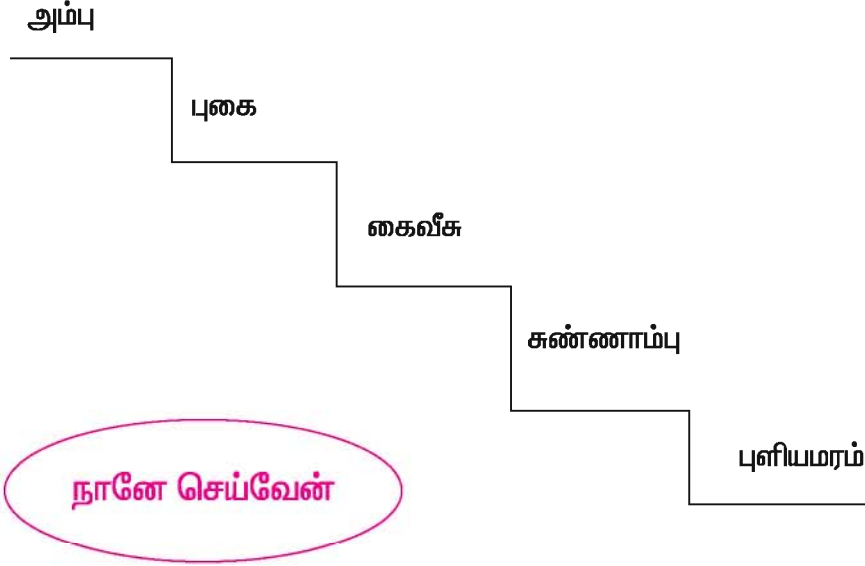 அம்பு
புகை
கைவீசு
சுண்ணாம்பு
புளியமரம்
நானே செய்வேன்